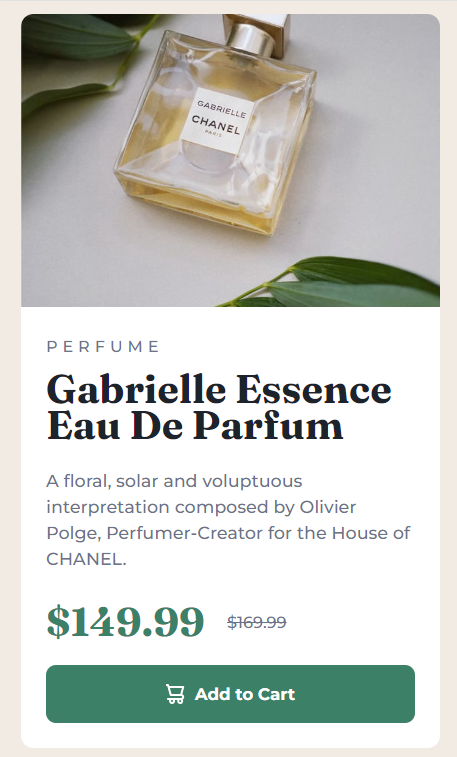 GABRIELLE
CHANEL
PARIS
PERFUME
Gabrielle Essence
Eau De Parfum
A floral, solar and voluptuous
interpretation composed by Olivier
Polge, Perfumer-Creator for the House of
CHANEL.
$149.99 $169.99
Add to Cart